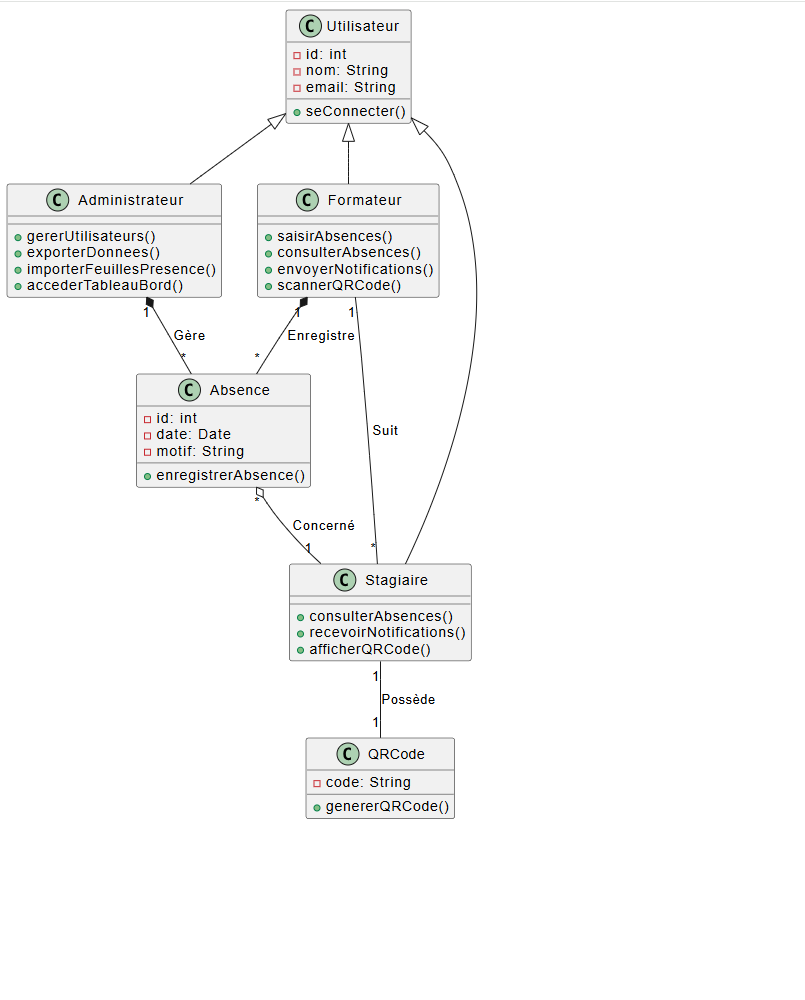 C Utilisateur
id: int
nom: String
email: String
seConnecter()
C Administrateur
gererUtilisateurs()
exporterDonnees()
importerFeuillesPresence()
accederTableauBord()
C Formateur
saisirAbsences()
consulterAbsences()
envoyerNotifications()
scannerQRCode()
1
1
1
Gère
Enregistre
*
*
C Absence
id: int
date: Date
motif: String
enregistrerAbsence()
Suit
*
Concerné
1
*
C Stagiaire
consulterAbsences()
recevoirNotifications()
afficherQRCode()
1
Possède
1
C QRCode
code: String
genererQRCode()